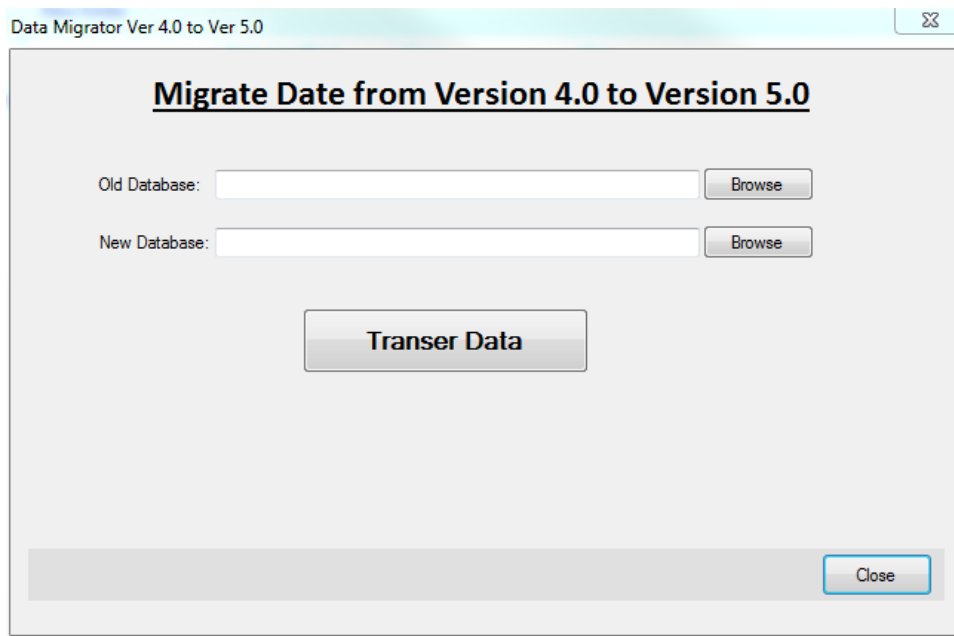 Data Migrator Ver 4.0 to Ver 5.0
Migrate Date from Version 4.0 to Version 5.0
Old Database: Browse
New Database: Browse
Transer Data
Close